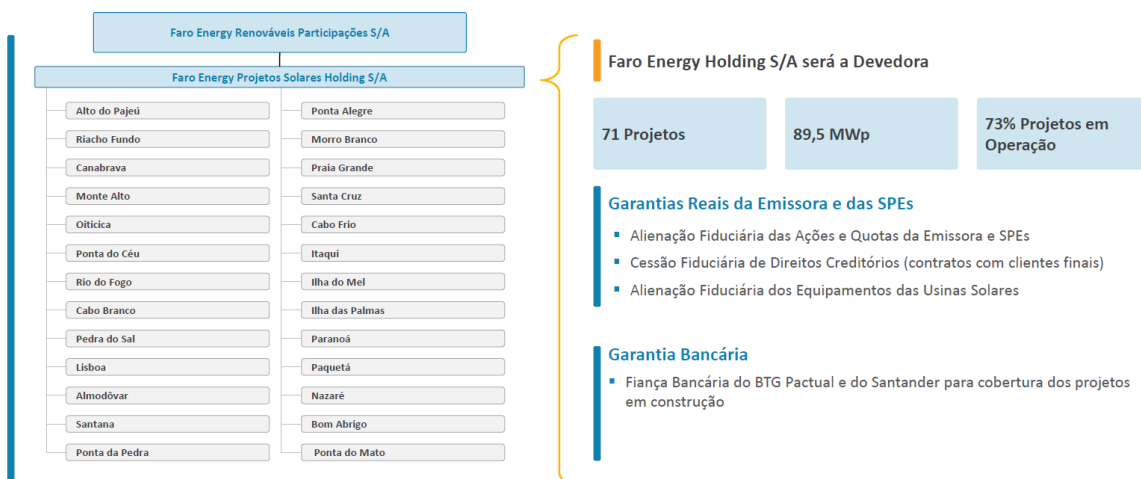 Faro Energy Renováveis Participações S/A
Faro Energy Projetos Solares Holding S/A
Alto do Pajeú
Riacho Fundo
Canabrava
Monte Alto
Oiticica
Ponta do Céu
Rio do Fogo
Cabo Branco
Pedra do Sal
Lisboa
Almodôvar
Santana
Ponta da Pedra
Ponta Alegre
Morro Branco
Praia Grande
Santa Cruz
Cabo Frio
Itaqui
Ilha do Mel
Ilha das Palmas
Paranoá
Paquetá
Nazaré
Bom Abrigo
Ponta do Mato
Faro Energy Holding S/A será a Devedora
71 Projetos
89,5 MWp
73% Projetos em
Operação
Garantias Reais da Emissora e das SPEs
▪ Alienação Fiduciária das Ações e Quotas da Emissora e SPEs
▪ Cessão Fiduciária de Direitos Creditórios (contratos com clientes finais)
▪ Alienação Fiduciária dos Equipamentos das Usinas Solares
Garantia Bancária
▪ Fiança Bancária do BTG Pactual e do Santander para cobertura dos projetos
em construção